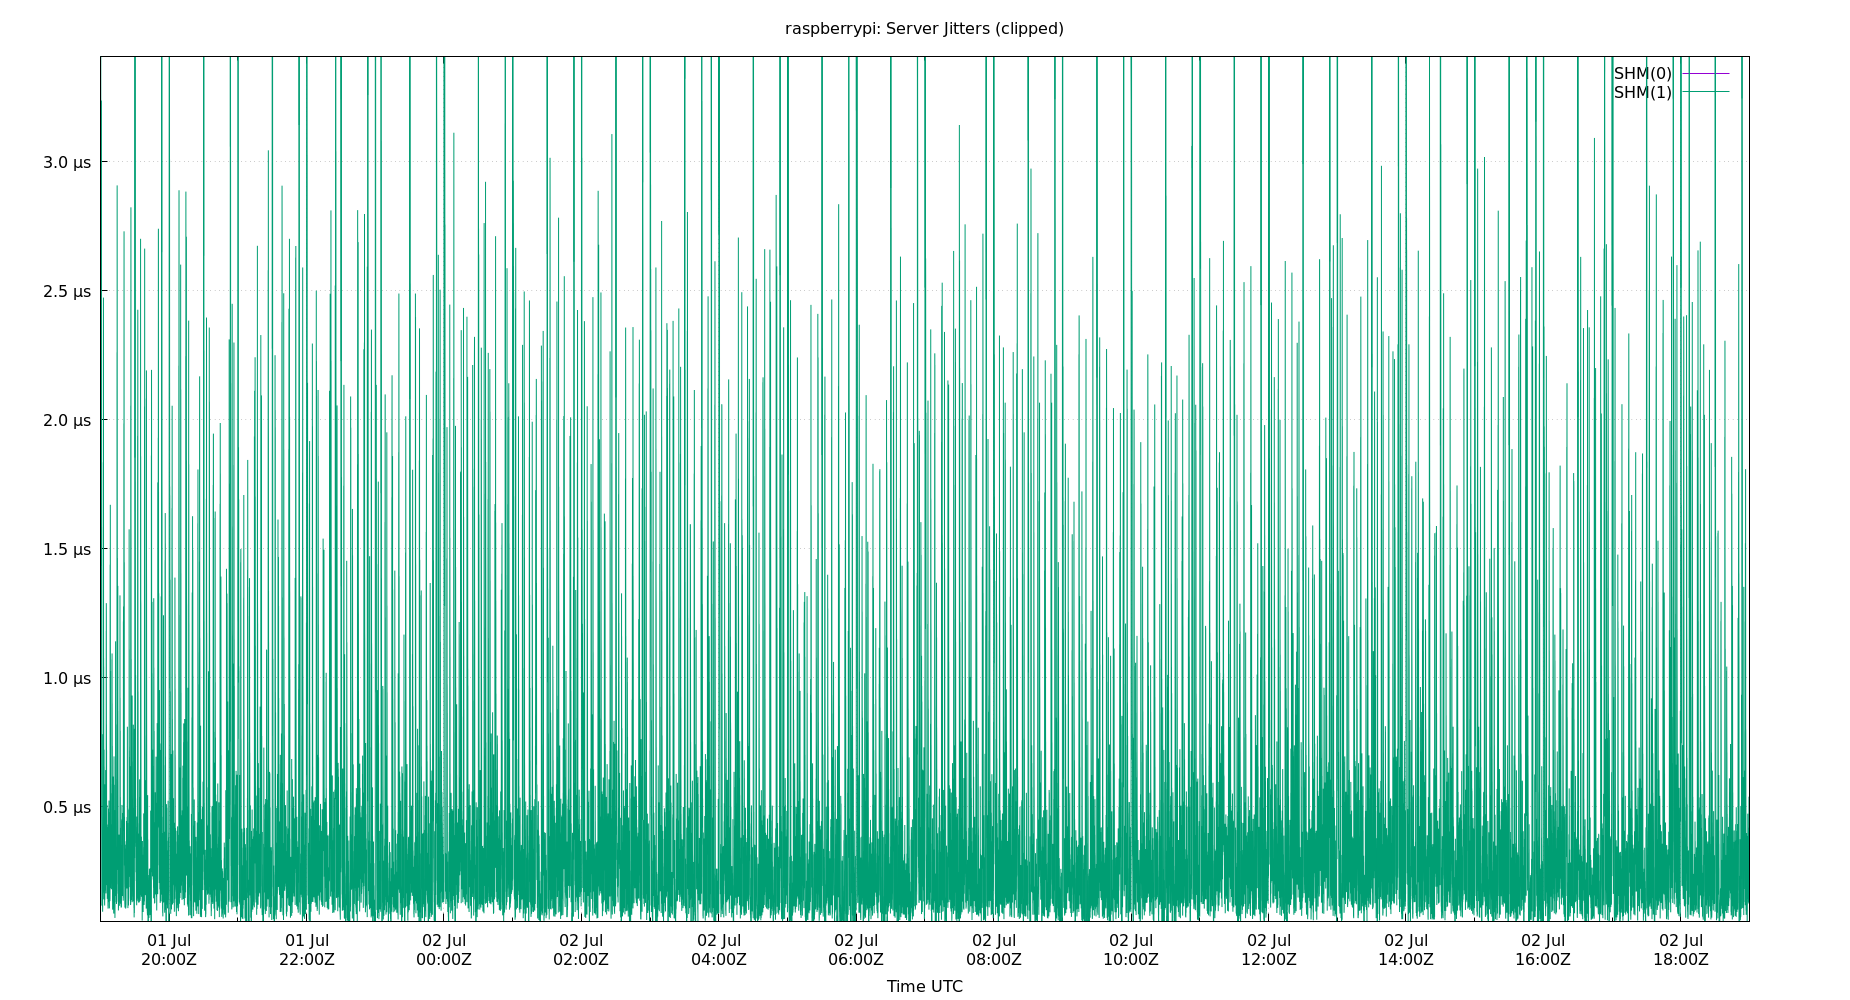 raspberrypi: Server Jitters (clipped)
SHM(0)
SHM(1)
3.0 µs
2.5 µs
2.0 µs
1.5 µs
1.0 µs
0.5 µs
01 Jul 01 Jul 02 Jul 02 Jul 02 Jul 02 Jul 02 Jul 02 Jul 02 Jul 02 Jul 02 Jul 02 Jul
20:00Z 22:00Z 00:00Z 02:00Z 04:00Z 06:00Z 08:00Z 10:00Z 12:00Z 14:00Z 16:00Z 18:00Z
Time UTC